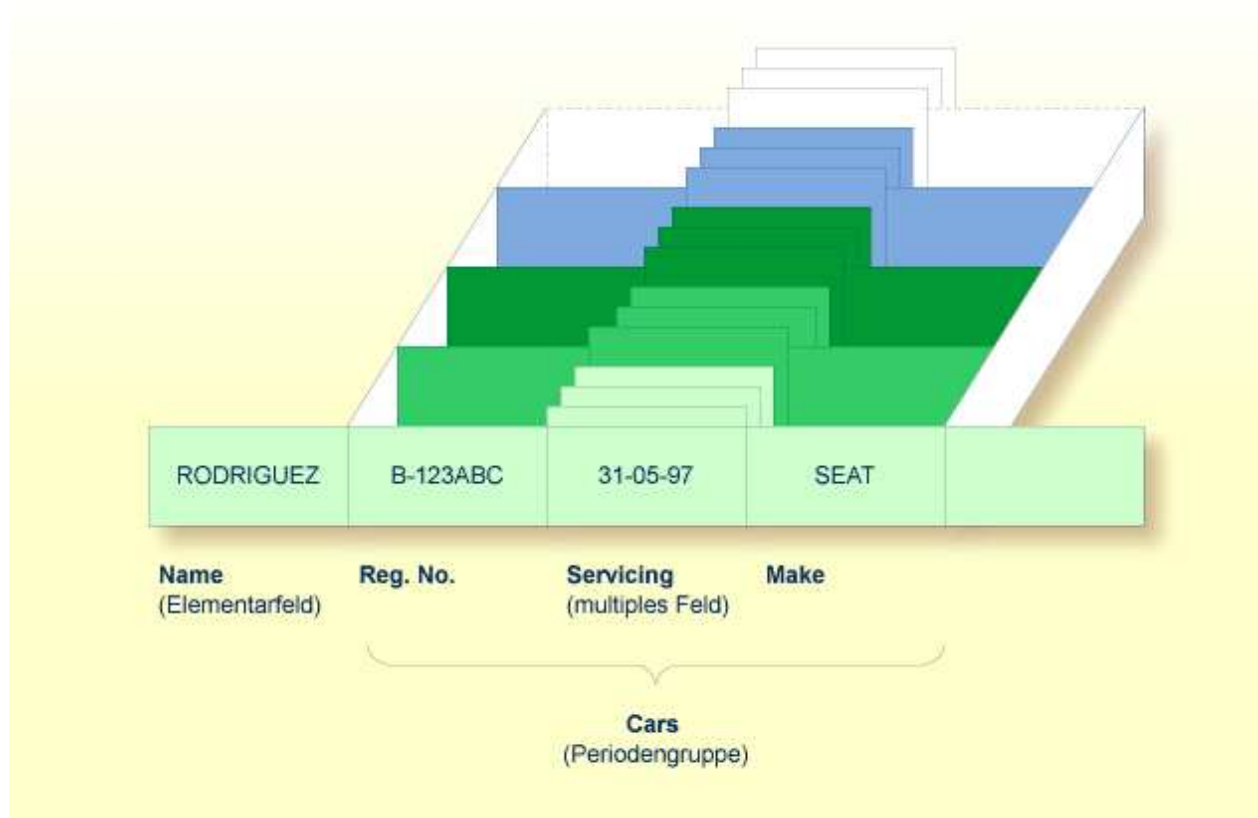 RODRIGUEZ B-123ABC 31-05-97 SEAT
Name Reg. No. Servicing Make
(Elementarfeld) (multiples Feld)
Cars
(Periodengruppe)